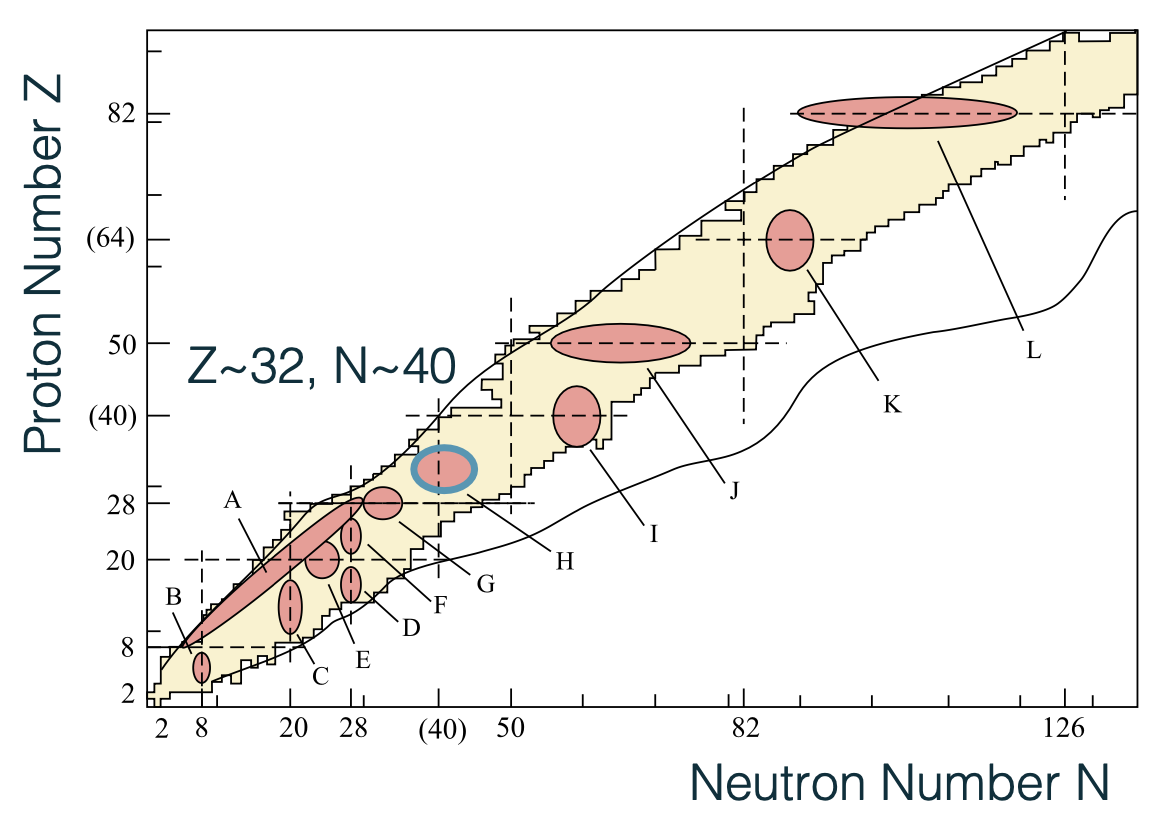 Proton Number Z
82
(64)
50
(40)
28
20
8
2
Z~32, N~40
A
B
C
D
E
F
G
H
I
J
K
L
2 8 20 28 (40) 50 82 126
Neutron Number N